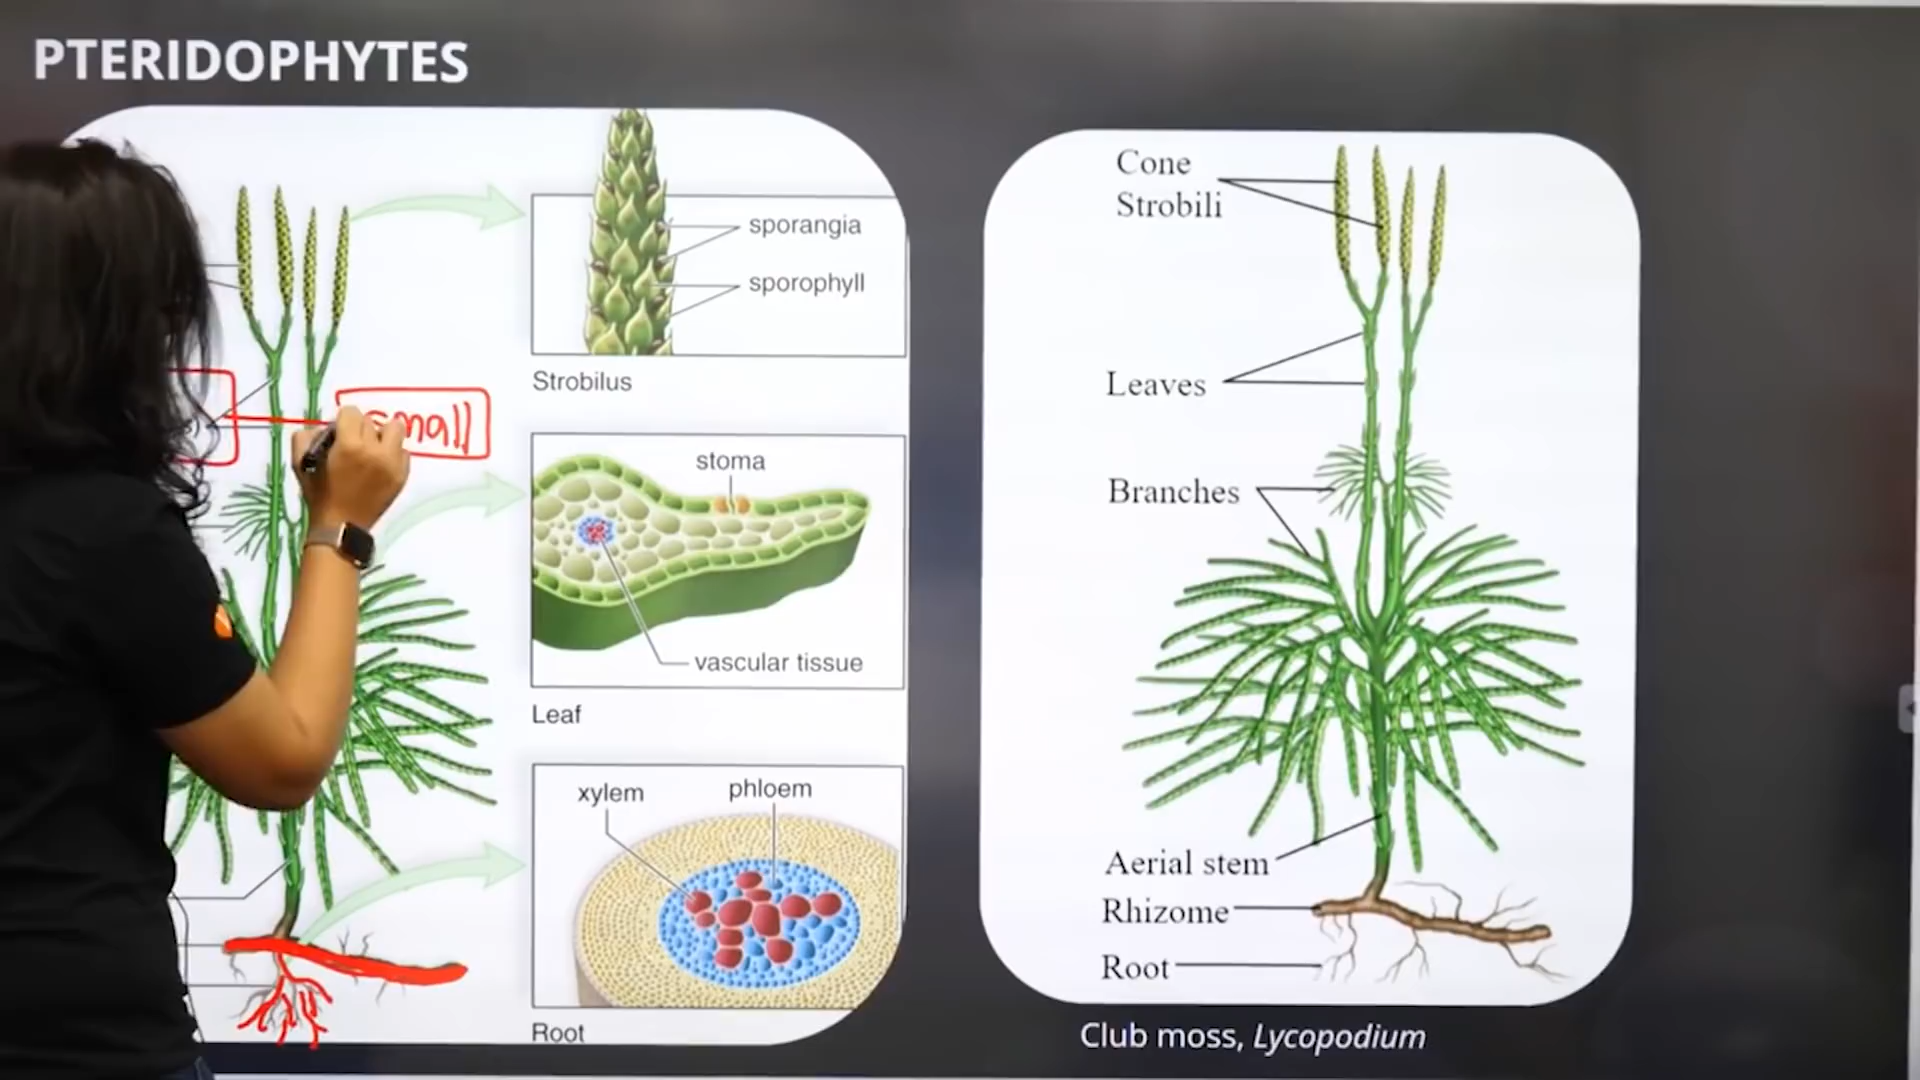 PTERIDOPHYTES
sporangia
sporophyll
Strobilus
small
stoma
vascular tissue
Leaf
xylem phloem
Root
Cone
Strobili
Leaves
Branches
Aerial stem
Rhizome
Root
Club moss, Lycopodium